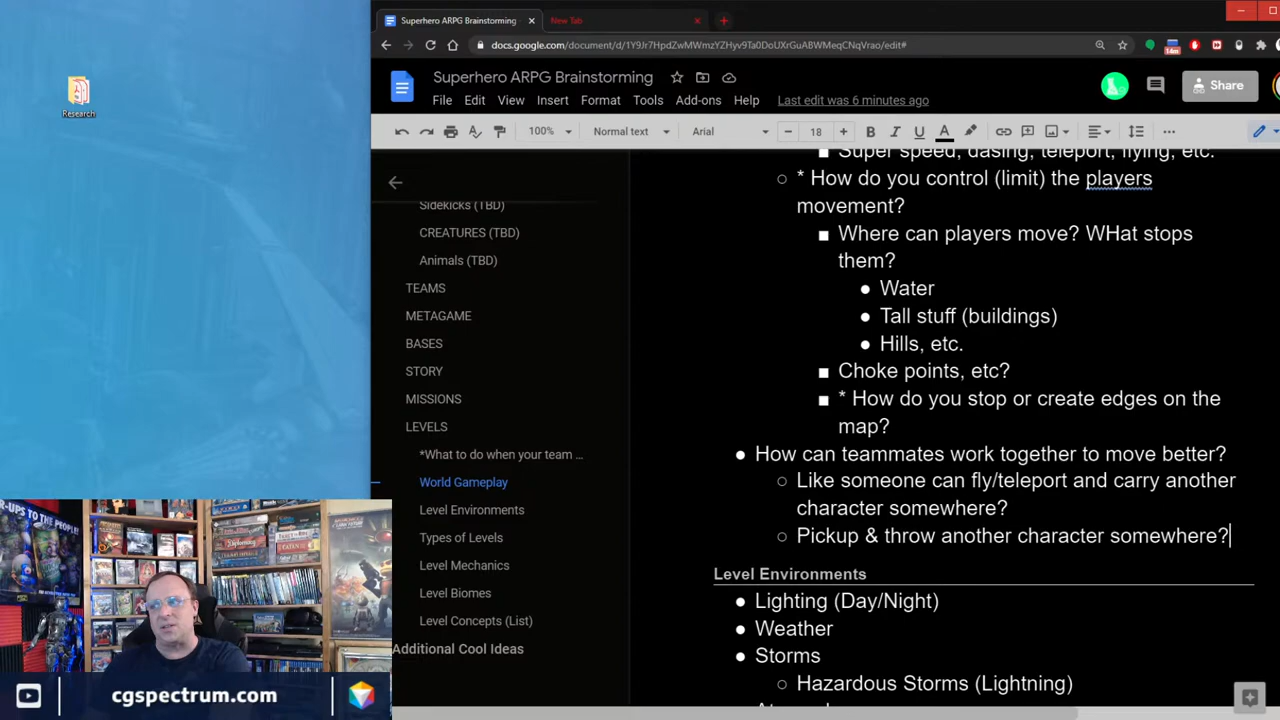 Superhero ARPG Brainstorming
New Tab
docs.google.com/document/d/1Y9Jr7HpdZwMWmzYZHyv9Ta0DoUXrGuABWMeqCNqVrao/edit#
14m
Research
Superhero ARPG Brainstorming
Share
File Edit View Insert Format Tools Add-ons Help Last edit was 6 minutes ago
100% Normal text Arial 18 B I U A
Sidekicks (TBD)
CREATURES (TBD)
Animals (TBD)
TEAMS
METAGAME
BASES
STORY
MISSIONS
LEVELS
*What to do when your team ...
World Gameplay
Level Environments
Types of Levels
Level Mechanics
Level Biomes
Level Concepts (List)
Additional Cool Ideas
Super speed, dasing, teleport, flying, etc.
* How do you control (limit) the players
movement?
Where can players move? WHat stops
them?
Water
Tall stuff (buildings)
Hills, etc.
Choke points, etc?
* How do you stop or create edges on the
map?
How can teammates work together to move better?
Like someone can fly/teleport and carry another
character somewhere?
Pickup & throw another character somewhere?
Level Environments
Lighting (Day/Night)
Weather
Storms
Hazardous Storms (Lightning)
cgspectrum.com